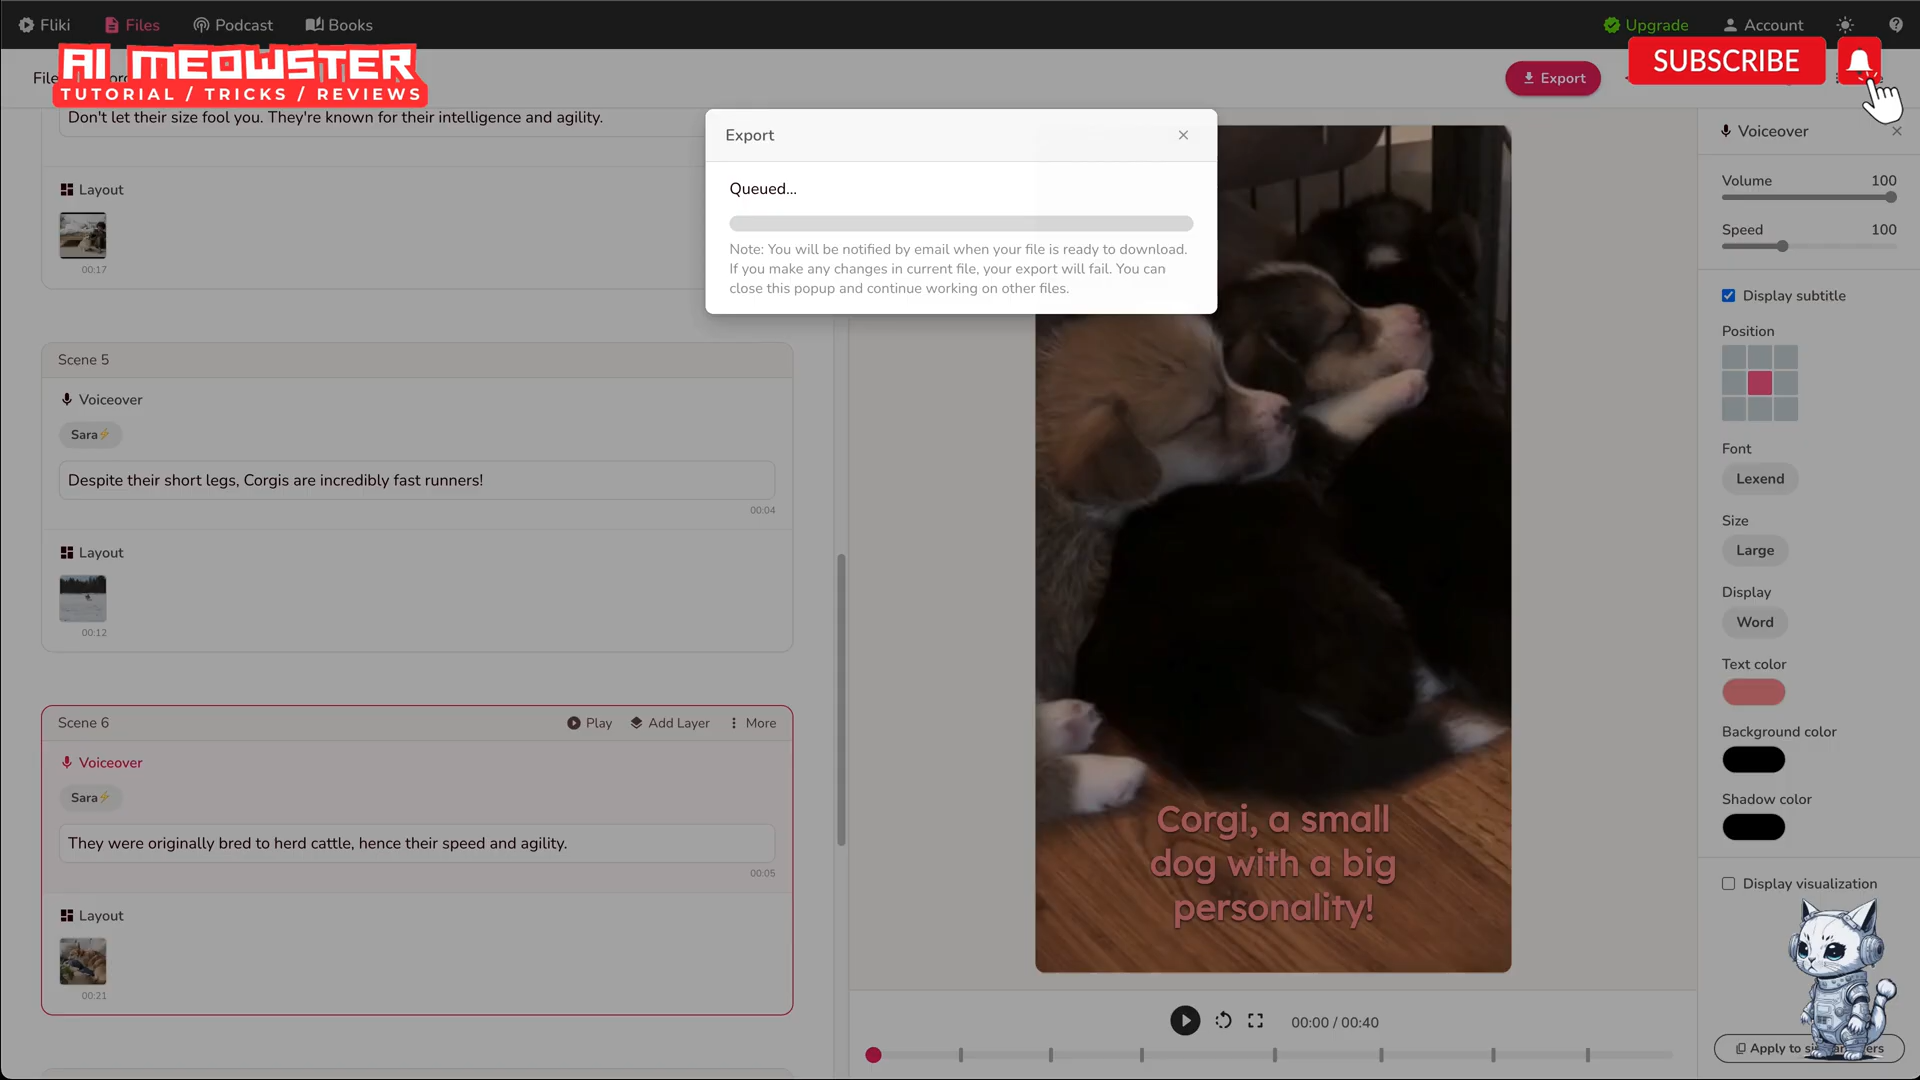 Fliki
Files
Podcast
Books
Upgrade
Account
AI MEOWSTER
TUTORIAL / TRICKS / REVIEWS
File
Export
SUBSCRIBE
Don't let their size fool you. They're known for their intelligence and agility.
Layout
00:17
Export
Queued...
Note: You will be notified by email when your file is ready to download.
If you make any changes in current file, your export will fail. You can
close this popup and continue working on other files.
Scene 5
Voiceover
Sara⚡
Despite their short legs, Corgis are incredibly fast runners!
00:04
Layout
00:12
Scene 6
Play
Add Layer
More
Voiceover
Sara⚡
They were originally bred to herd cattle, hence their speed and agility.
00:05
Layout
00:21
Corgi, a small
dog with a big
personality!
00:00 / 00:40
Voiceover
Volume 100
Speed 100
Display subtitle
Position
Font
Lexend
Size
Large
Display
Word
Text color
Background color
Shadow color
Display visualization
Apply to